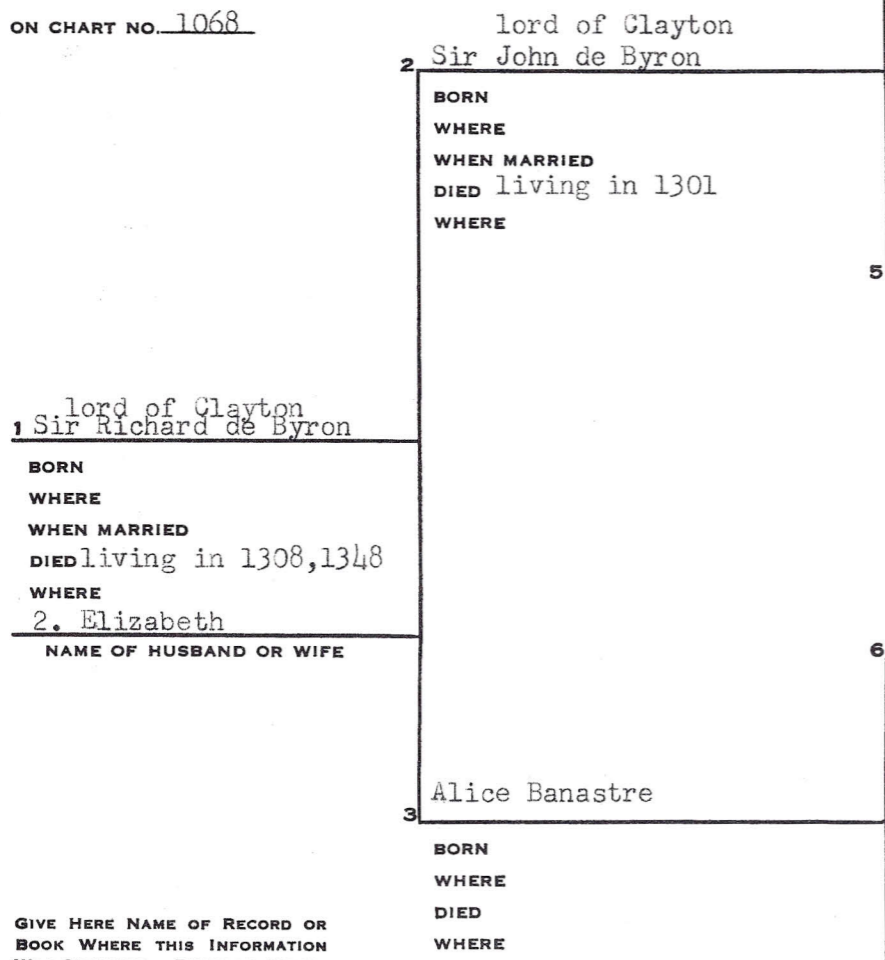 ON CHART NO. 1068
lord of Clayton
2 Sir John de Byron
BORN
WHERE
WHEN MARRIED
DIED living in 1301
WHERE
5
lord of Clayton
1 Sir Richard de Byron
BORN
WHERE
WHEN MARRIED
DIED living in 1308,1348
WHERE
2. Elizabeth
NAME OF HUSBAND OR WIFE
6
Alice Banastre
3
BORN
WHERE
DIED
WHERE
GIVE HERE NAME OF RECORD OR
BOOK WHERE THIS INFORMATION